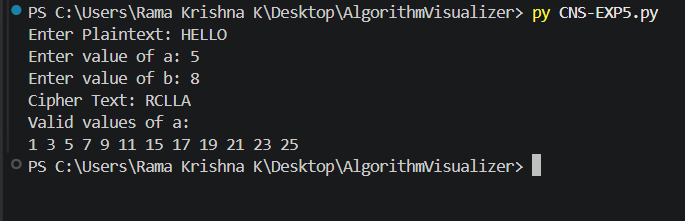 PS C:\Users\Rama Krishna K\Desktop\AlgorithmVisualizer> py CNS-EXP5.py
Enter Plaintext: HELLO
Enter value of a: 5
Enter value of b: 8
Cipher Text: RCLLA
Valid values of a:
1 3 5 7 9 11 15 17 19 21 23 25
PS C:\Users\Rama Krishna K\Desktop\AlgorithmVisualizer>